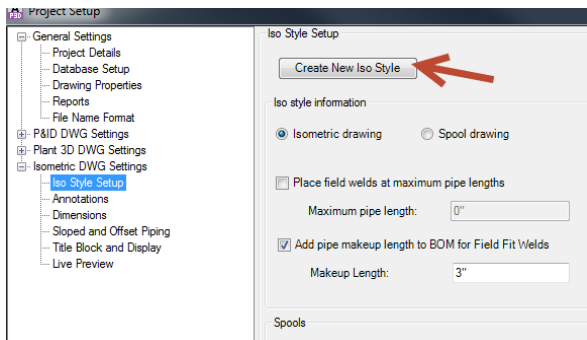 Project Setup
General Settings
Project Details
Database Setup
Drawing Properties
Reports
File Name Format
P&ID DWG Settings
Plant 3D DWG Settings
Isometric DWG Settings
Iso Style Setup
Annotations
Dimensions
Sloped and Offset Piping
Title Block and Display
Live Preview
Iso Style Setup
Create New Iso Style
Iso style information
Isometric drawing Spool drawing
Place field welds at maximum pipe lengths
Maximum pipe length: 0"
Add pipe makeup length to BOM for Field Fit Welds
Makeup Length: 3"
Spools